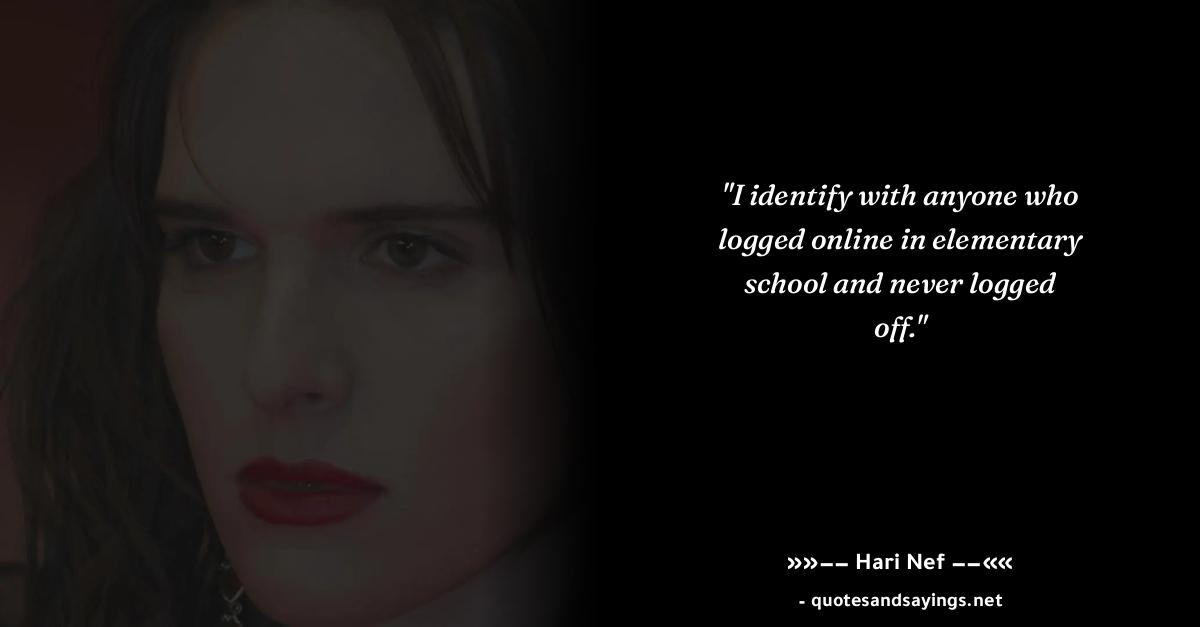 "I identify with anyone who
logged online in elementary
school and never logged
off."
»»–– Hari Nef ––««
- quotesandsayings.net